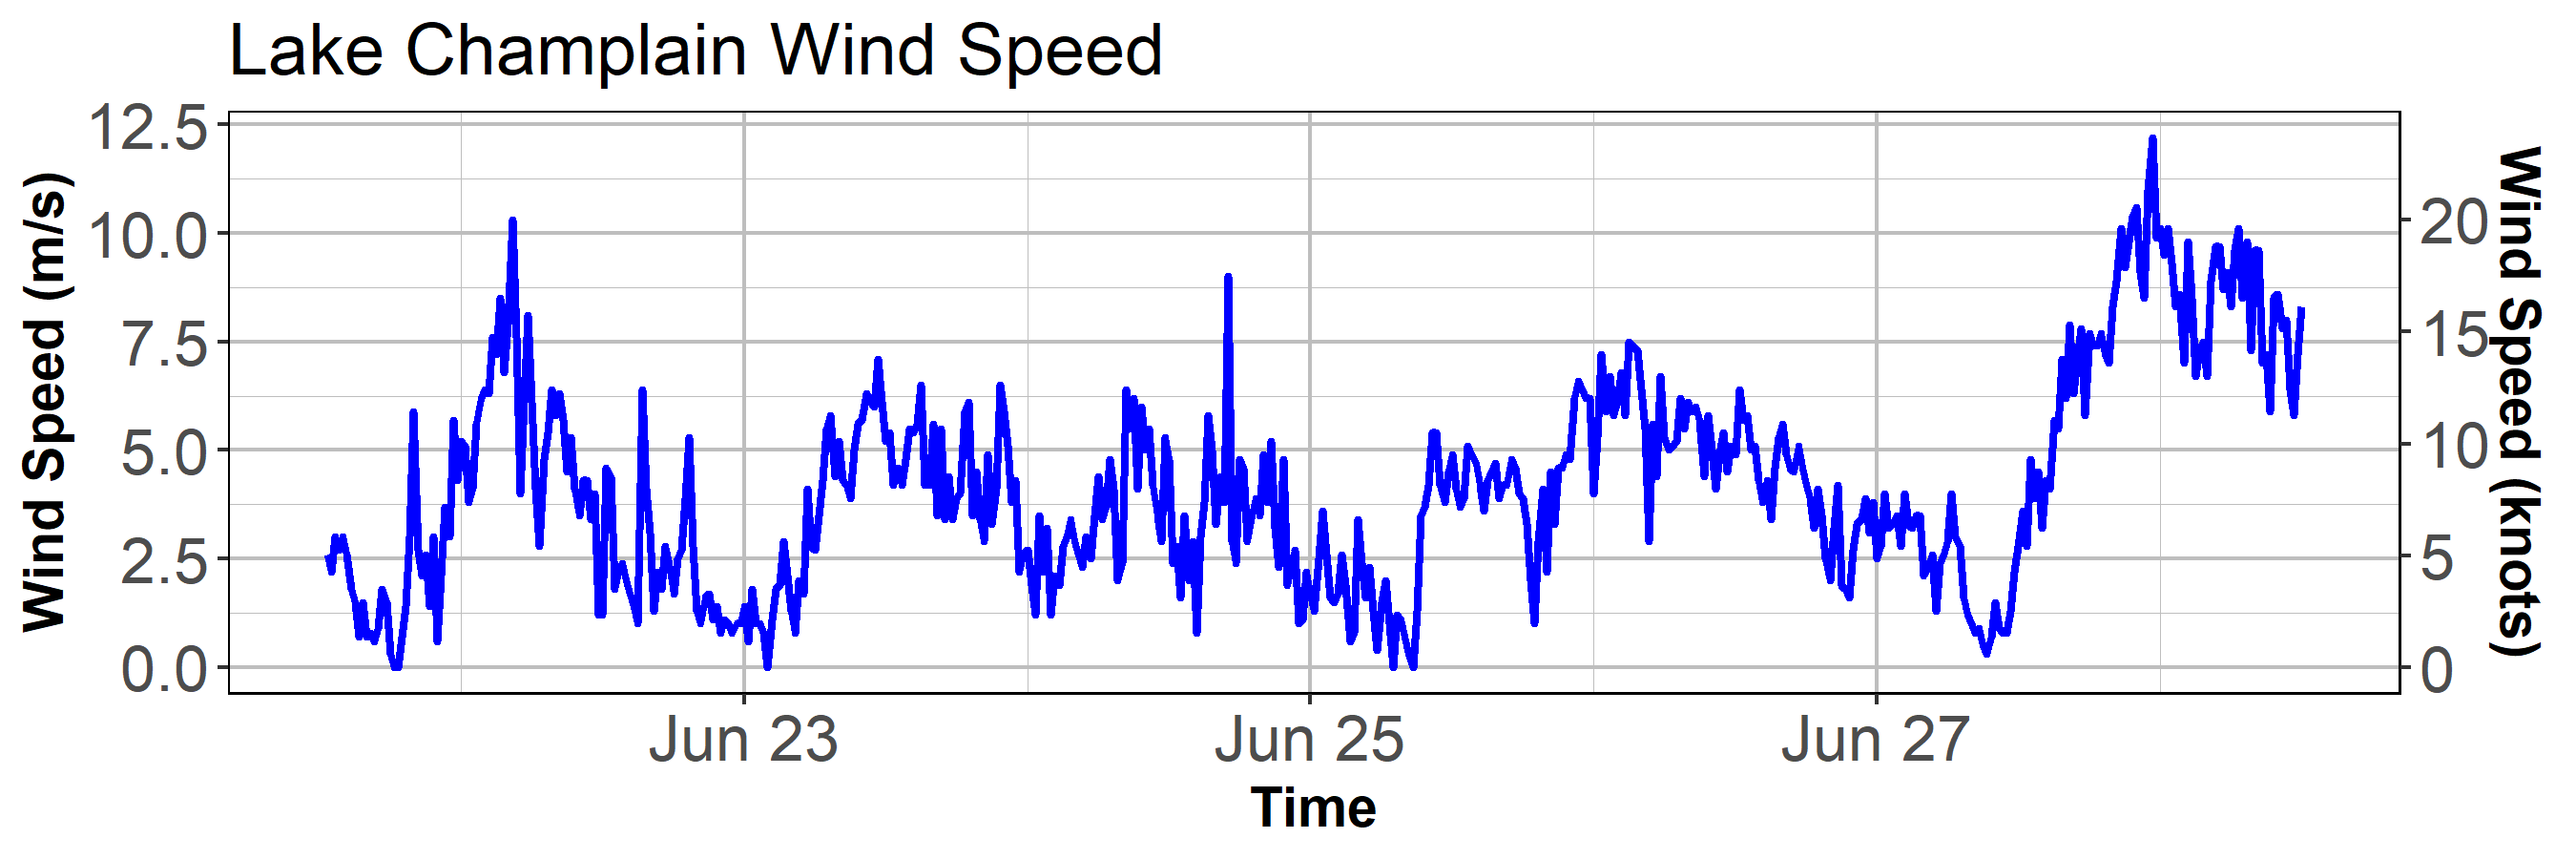 Lake Champlain Wind Speed
Wind Speed (m/s)
12.5
10.0
7.5
5.0
2.5
0.0
20
15
10
5
0
Wind Speed (knots)
Jun 23
Jun 25
Jun 27
Time